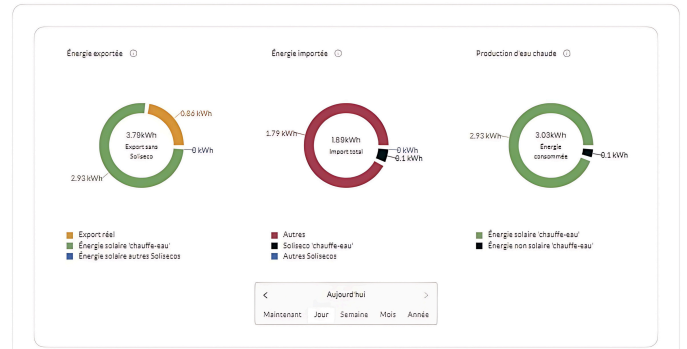 Énergie exportée
Énergie importée
Production d'eau chaude
0.86 kWh
3.79kWh
Export sans
Soliseco
0 kWh
2.93 kWh
1.79 kWh
1.89kWh
Import total
0 kWh
0.1 kWh
2.93 kWh
3.03kWh
Énergie
consommée
0.1 kWh
Export réel
Énergie solaire 'chauffe-eau'
Énergie solaire autres Solisecos
Autres
Soliseco 'chauffe-eau'
Autres Solisecos
Énergie solaire 'chauffe-eau'
Énergie non solaire 'chauffe-eau'
< Aujourd'hui >
Maintenant Jour Semaine Mois Année